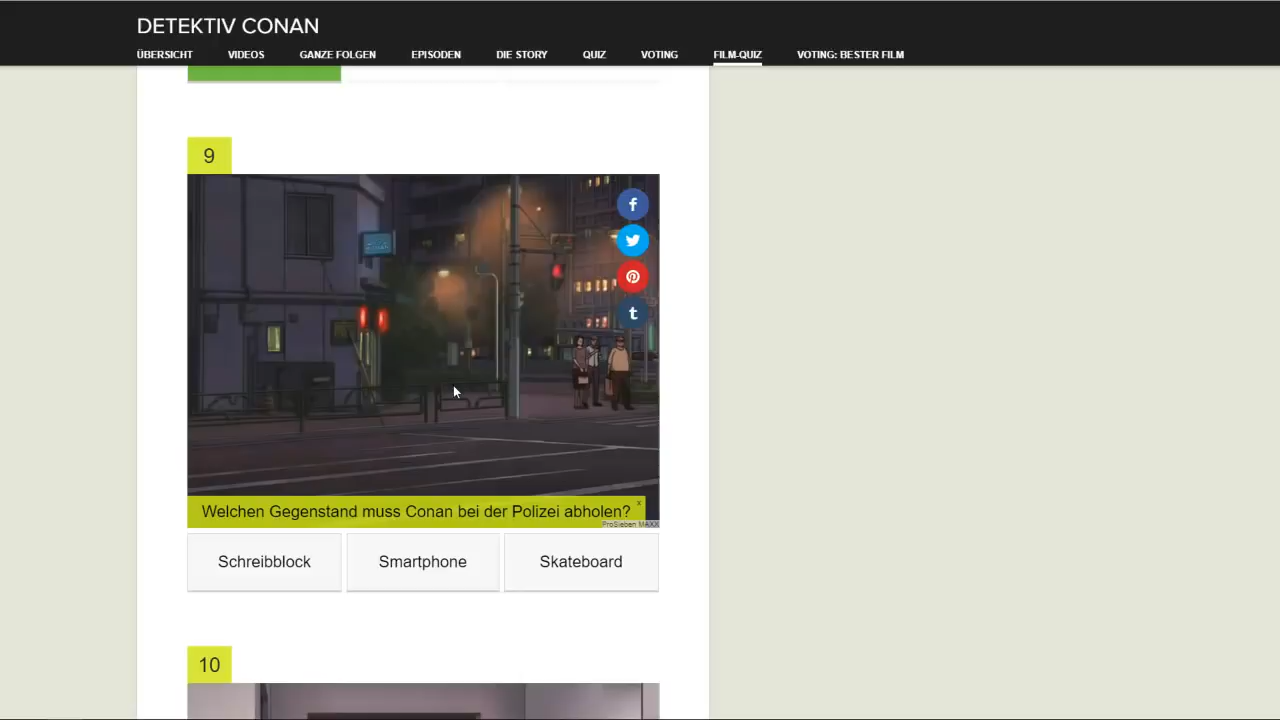 DETEKTIV CONAN
ÜBERSICHT VIDEOS GANZE FOLGEN EPISODEN DIE STORY QUIZ VOTING FILM-QUIZ VOTING: BESTER FILM
9
f
t
Welchen Gegenstand muss Conan bei der Polizei abholen? x
ProSieben MAXX
Schreibblock Smartphone Skateboard
10